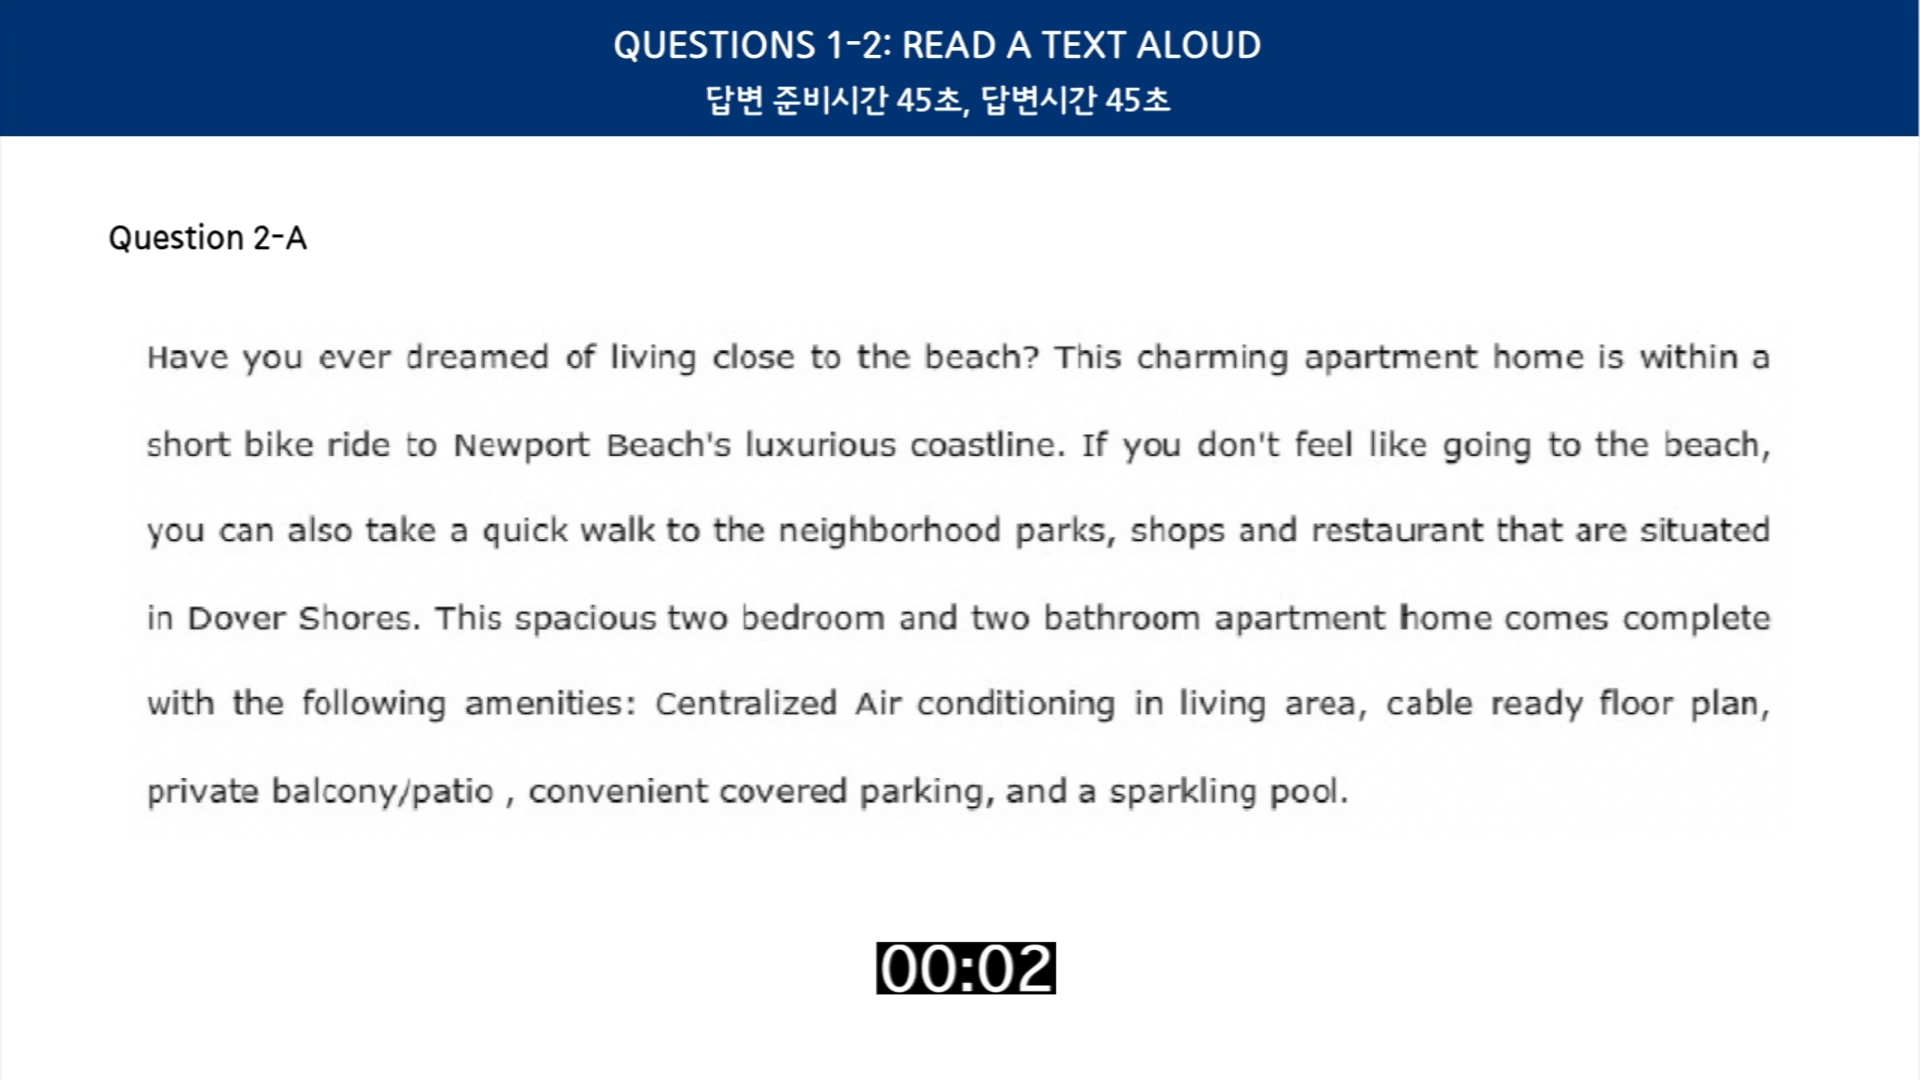 QUESTIONS 1-2: READ A TEXT ALOUD
답변 준비시간 45초, 답변시간 45초
Question 2-A
Have you ever dreamed of living close to the beach? This charming apartment home is within a
short bike ride to Newport Beach's luxurious coastline. If you don't feel like going to the beach,
you can also take a quick walk to the neighborhood parks, shops and restaurant that are situated
in Dover Shores. This spacious two bedroom and two bathroom apartment home comes complete
with the following amenities: Centralized Air conditioning in living area, cable ready floor plan,
private balcony/patio , convenient covered parking, and a sparkling pool.
00:02